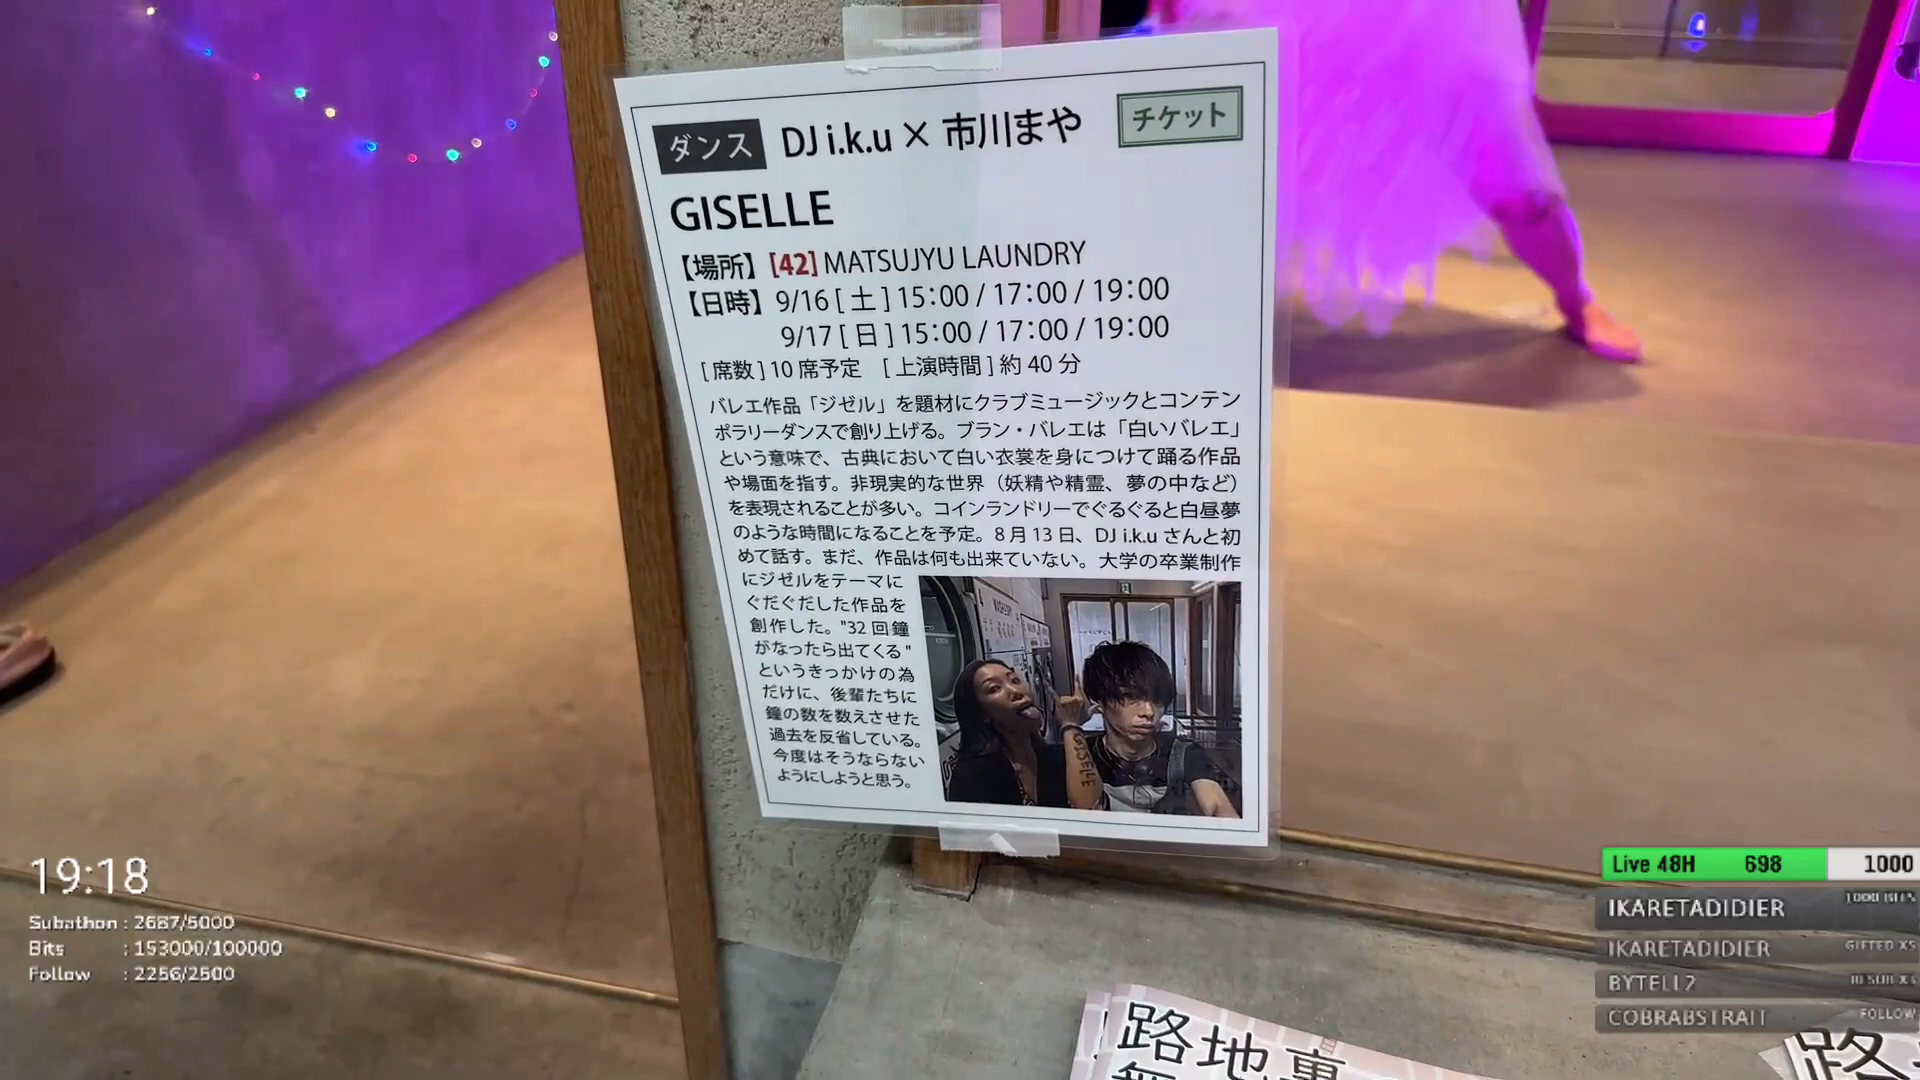 ダンス DJ i.k.u × 市川まや チケット
GISELLE
【場所】[42] MATSUJYU LAUNDRY
【日時】9/16 [ 土 ] 15:00 / 17:00 / 19:00
9/17 [ 日 ] 15:00 / 17:00 / 19:00
[ 席数 ] 10 席予定 [ 上演時間 ] 約 40 分
バレエ作品「ジゼル」を題材にクラブミュージックとコンテン
ポラリーダンスで創り上げる。ブラン・バレエは「白いバレエ」
という意味で、古典において白い衣裳を身につけて踊る作品
や場面を指す。非現実的な世界（妖精や精霊、夢の中など）
を表現されることが多い。コインランドリーでぐるぐると白昼夢
のような時間になることを予定。8 月 13 日、DJ i.k.u さんと初
めて話す。まだ、作品は何も出来ていない。大学の卒業制作
にジゼルをテーマに
ぐだぐだした作品を
創作した。"32 回鐘
がなったら出てくる"
というきっかけの為
だけに、後輩たちに
鐘の数を数えさせた
過去を反省している。
今度はそうならない
ようにしようと思う。
GISELLE
19:18
Subathon : 2687/5000
Bits : 153000/100000
Follow : 2256/2500
Live 48H 698 1000
IKARETADIDIER 1000 BITS
IKARETADIDIER GIFTED X5
BYTELL2 RESUB X3
COBRABSTRAIT FOLLOW
路地裏
路